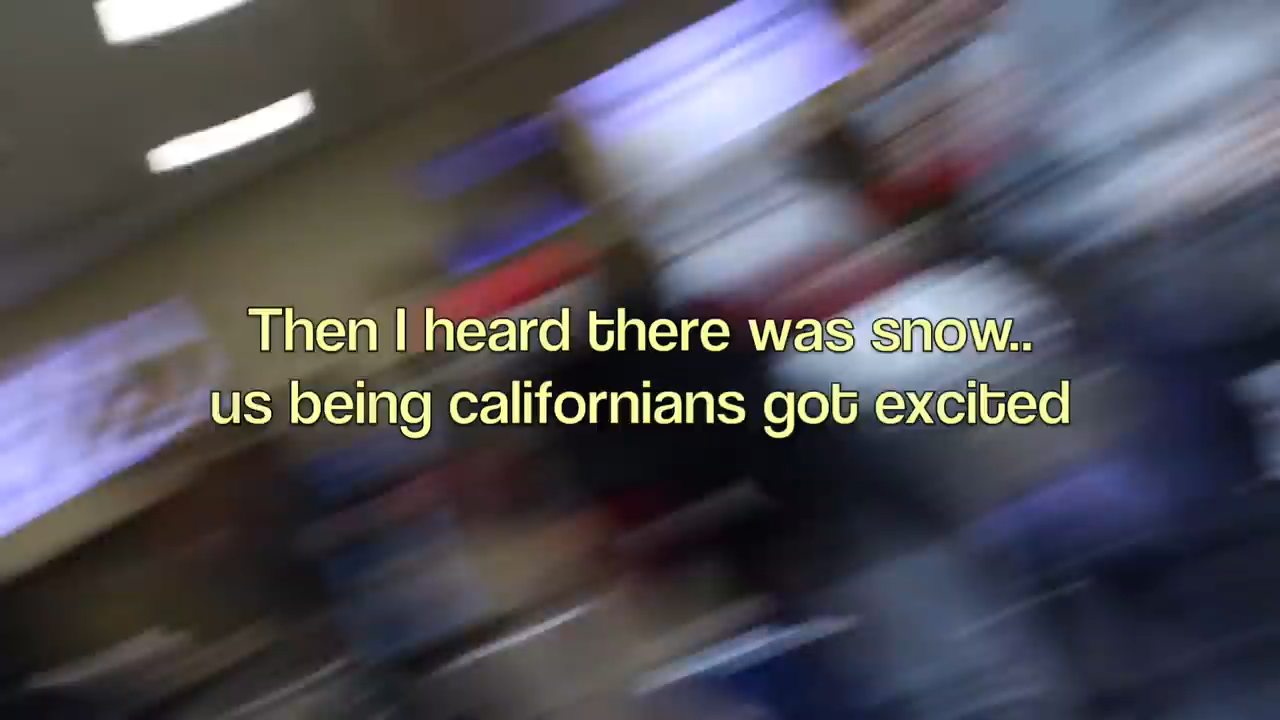 Then I heard there was snow..
us being californians got excited